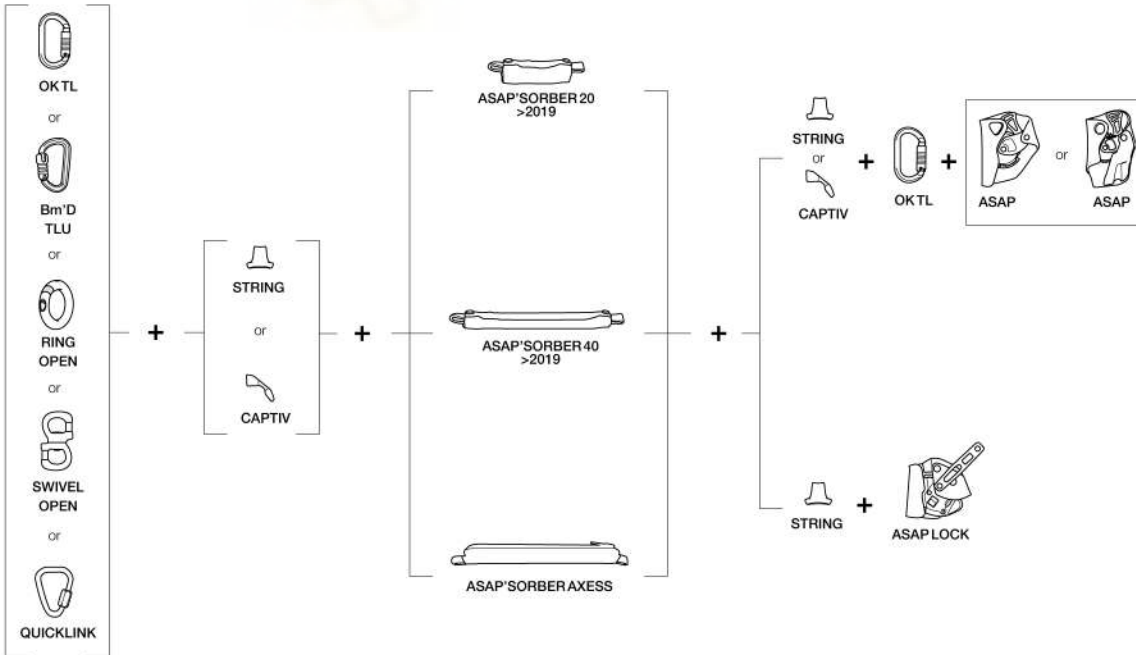 OK TL
or
Bm'D
TLU
or
RING
OPEN
or
SWIVEL
OPEN
or
QUICKLINK
+
STRING
or
CAPTIV
+
ASAP'SORBER 20
>2019
ASAP'SORBER 40
>2019
ASAP'SORBER AXESS
+
STRING
or
CAPTIV
+
OK TL
+
ASAP
or
ASAP
STRING
+
ASAP LOCK